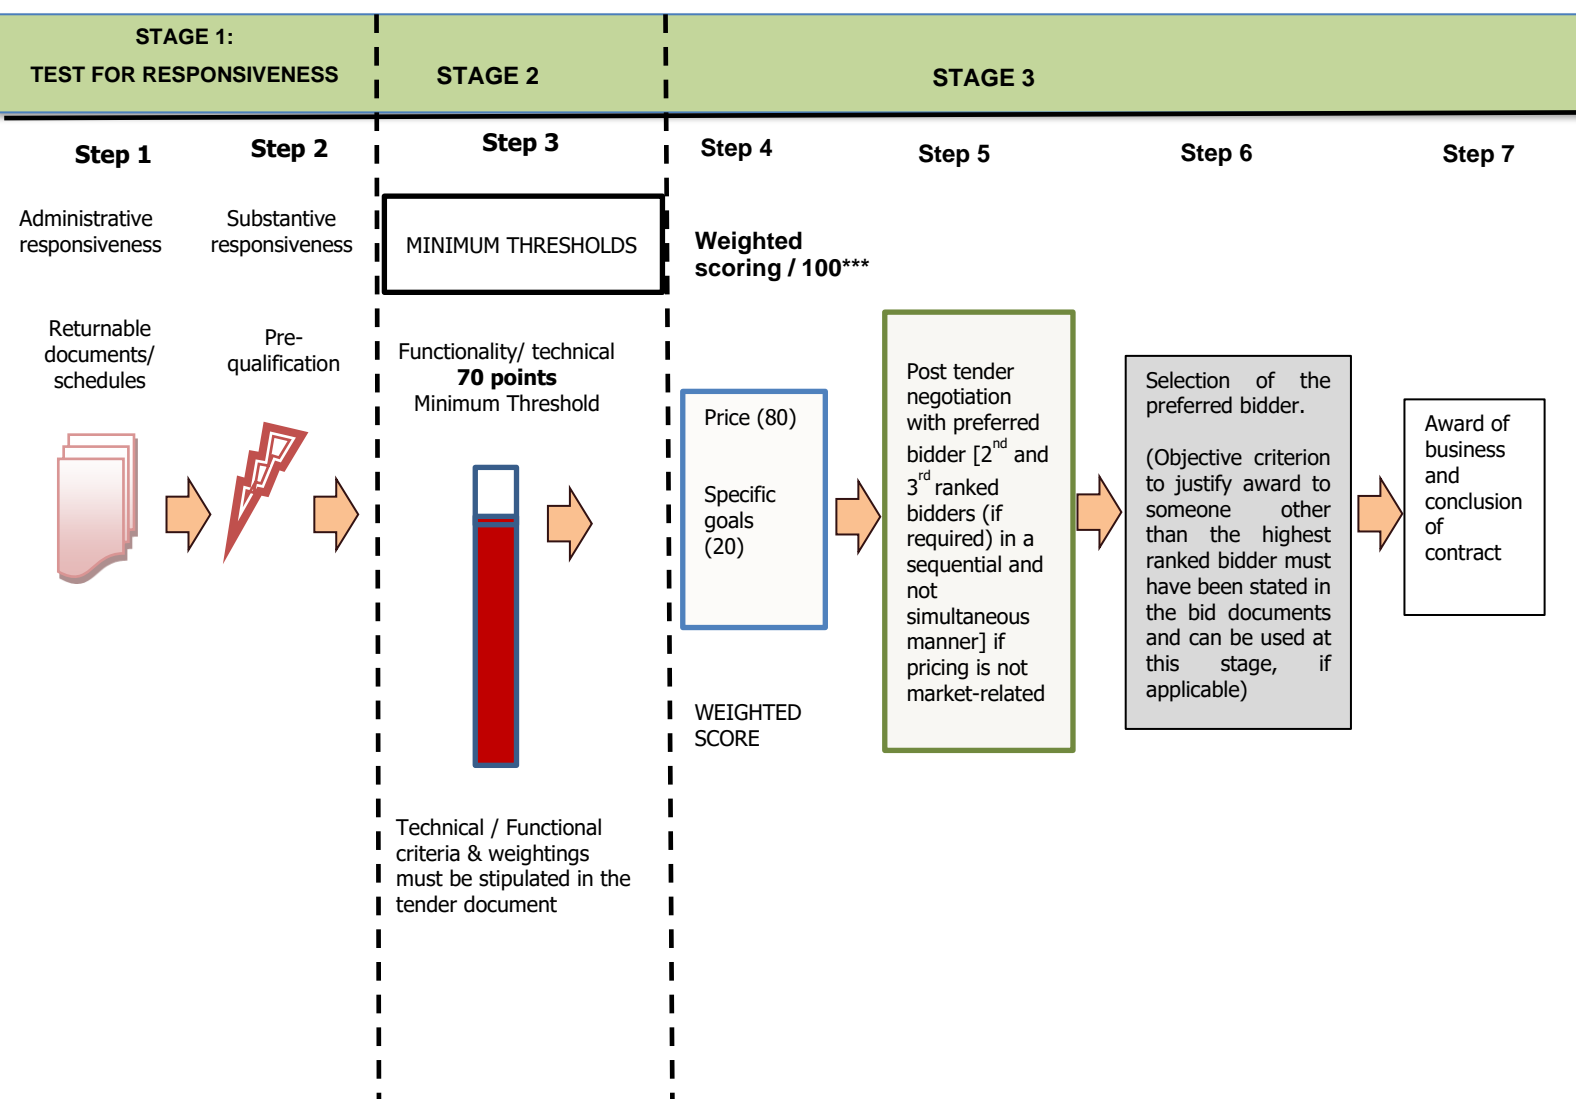 STAGE 1:
TEST FOR RESPONSIVENESS
STAGE 2
STAGE 3
Step 1
Step 2
Step 3
Step 4
Step 5
Step 6
Step 7
Administrative
responsiveness
Substantive
responsiveness
MINIMUM THRESHOLDS
Weighted
scoring / 100***
Returnable
documents/
schedules
Pre-
qualification
Functionality/ technical
70 points
Minimum Threshold
Price (80)
Specific
goals
(20)
Post tender
negotiation
with preferred
bidder [2nd and
3rd ranked
bidders (if
required) in a
sequential and
not
simultaneous
manner] if
pricing is not
market-related
Selection of the
preferred bidder.
(Objective criterion
to justify award to
someone other
than the highest
ranked bidder must
have been stated in
the bid documents
and can be used at
this stage, if
applicable)
Award of
business
and
conclusion
of
contract
WEIGHTED
SCORE
Technical / Functional
criteria & weightings
must be stipulated in the
tender document